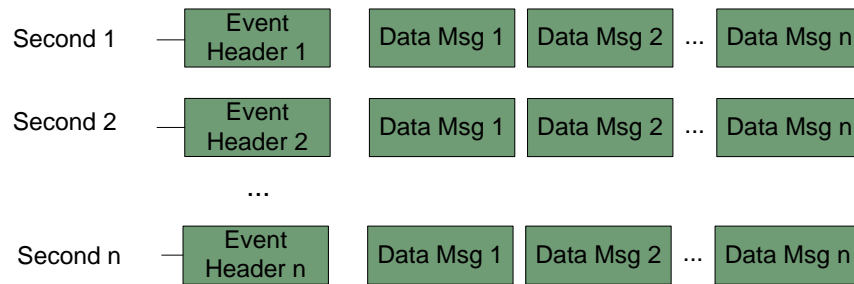 Second 1
Event
Header 1
Data Msg 1
Data Msg 2
...
Data Msg n
Second 2
Event
Header 2
Data Msg 1
Data Msg 2
...
Data Msg n
...
Second n
Event
Header n
Data Msg 1
Data Msg 2
...
Data Msg n